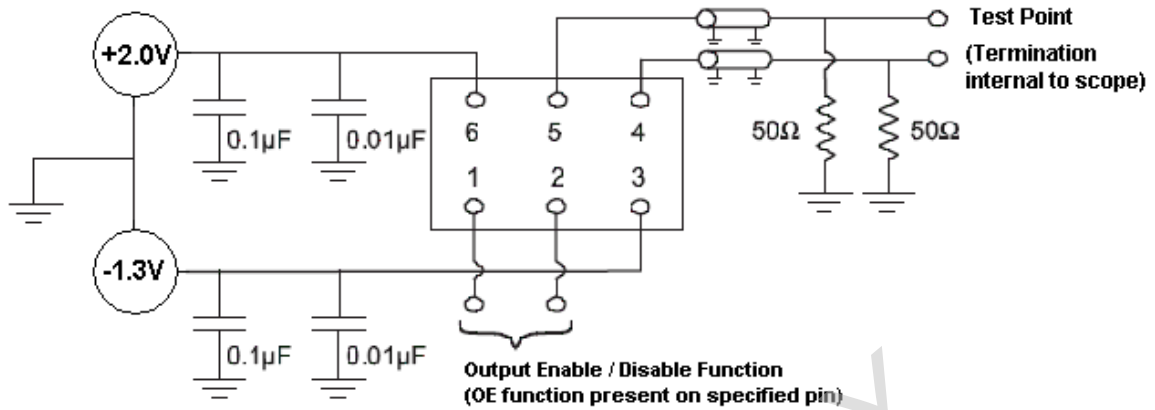 +2.0V
0.1µF
0.01µF
6
5
4
1
2
3
Test Point
(Termination
internal to scope)
50Ω
50Ω
-1.3V
0.1µF
0.01µF
Output Enable / Disable Function
(OE function present on specified pin)